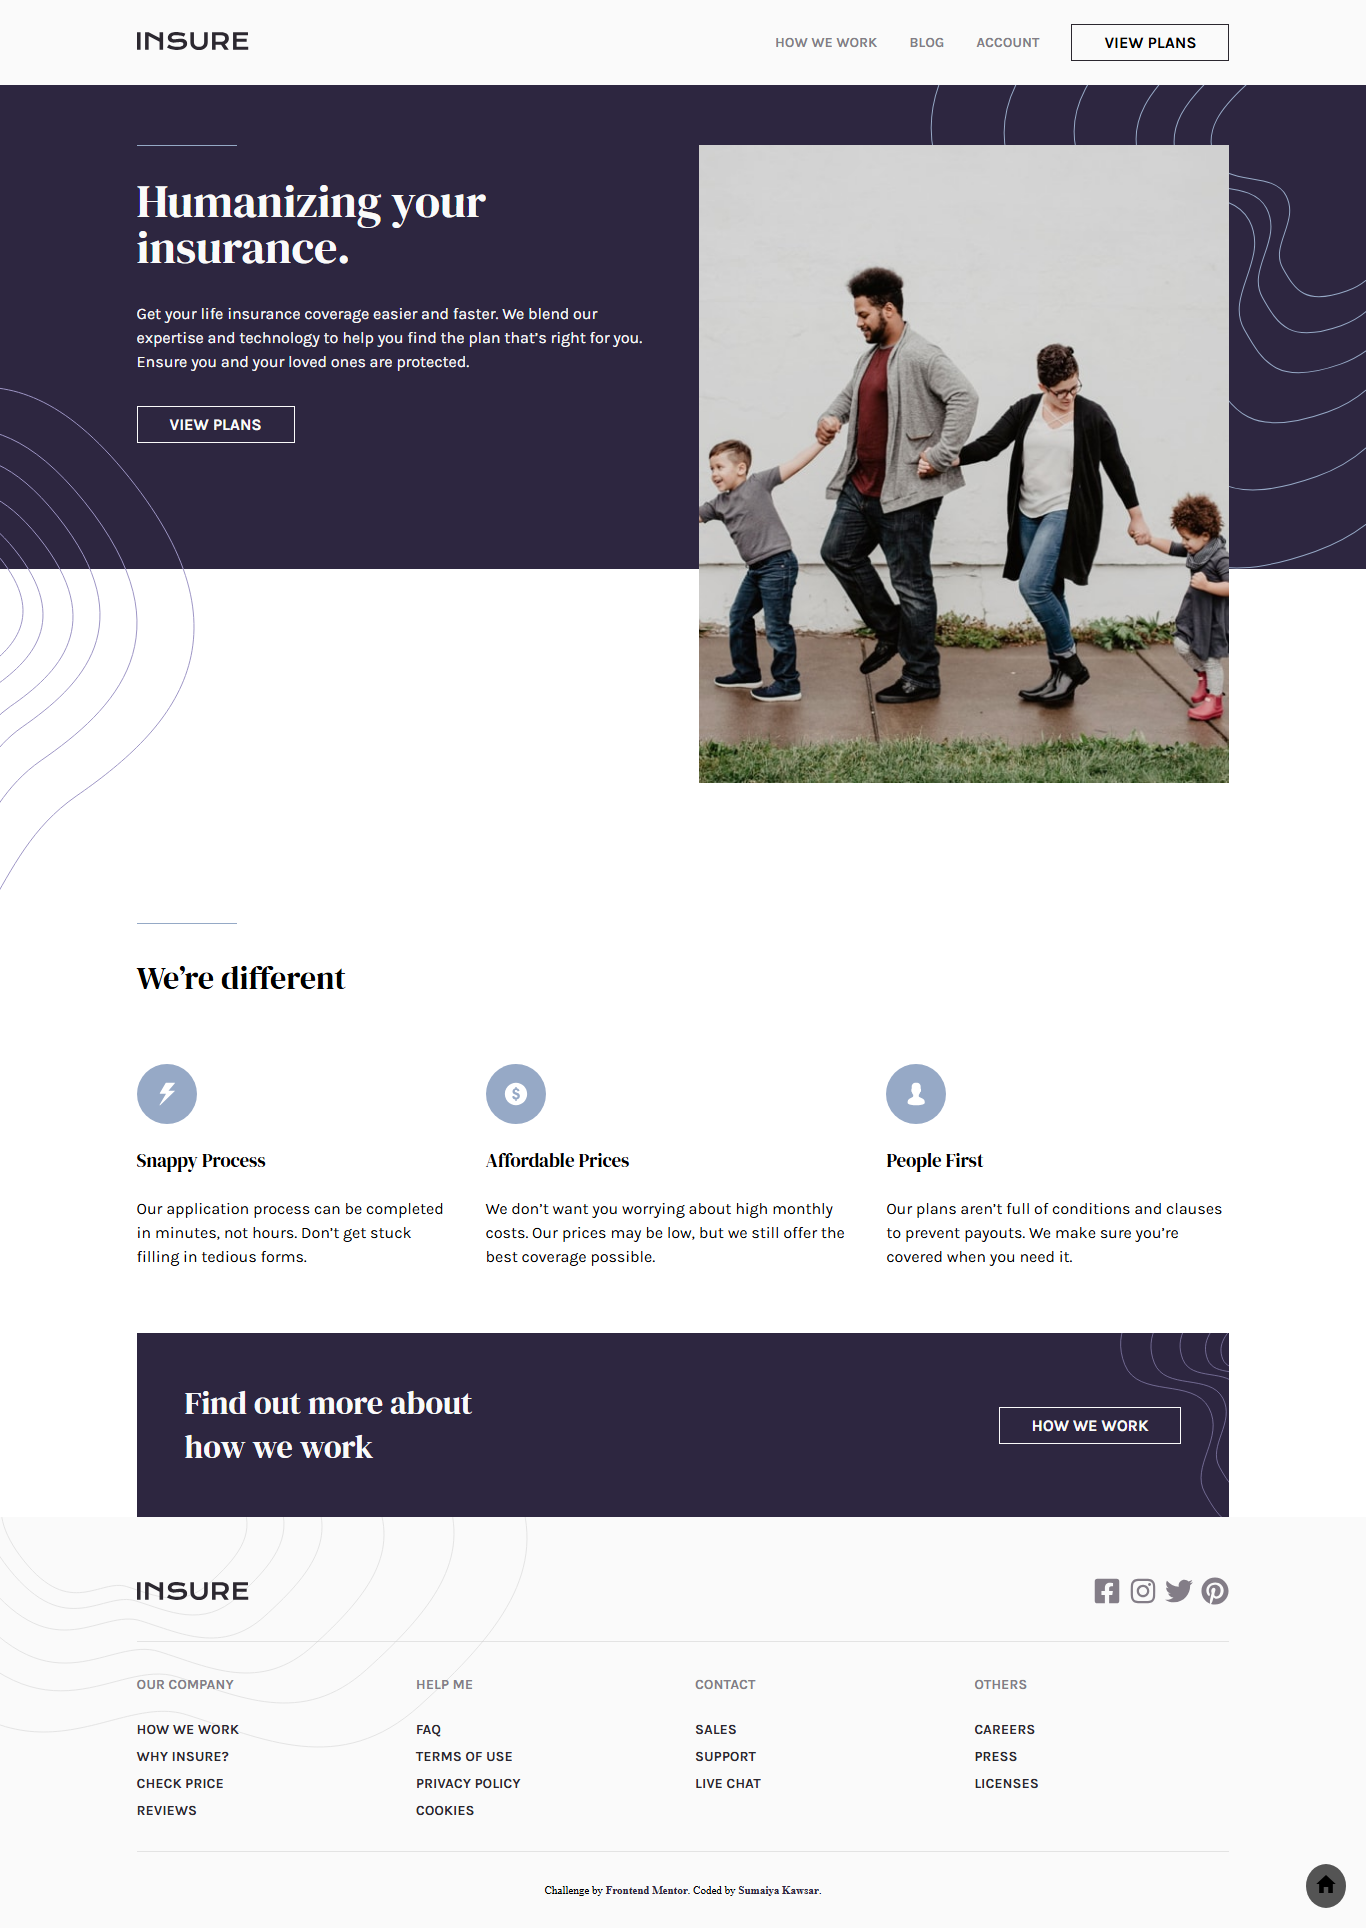 INSURE
HOW WE WORK
BLOG
ACCOUNT
VIEW PLANS
Humanizing your
insurance.
Get your life insurance coverage easier and faster. We blend our
expertise and technology to help you find the plan that’s right for you.
Ensure you and your loved ones are protected.
VIEW PLANS
We’re different
Snappy Process
Our application process can be completed
in minutes, not hours. Don’t get stuck
filling in tedious forms.
Affordable Prices
We don’t want you worrying about high monthly
costs. Our prices may be low, but we still offer the
best coverage possible.
People First
Our plans aren’t full of conditions and clauses
to prevent payouts. We make sure you’re
covered when you need it.
Find out more about
how we work
HOW WE WORK
INSURE
OUR COMPANY
HOW WE WORK
WHY INSURE?
CHECK PRICE
REVIEWS
HELP ME
FAQ
TERMS OF USE
PRIVACY POLICY
COOKIES
CONTACT
SALES
SUPPORT
LIVE CHAT
OTHERS
CAREERS
PRESS
LICENSES
Challenge by Frontend Mentor. Coded by Sumaiya Kawsar.